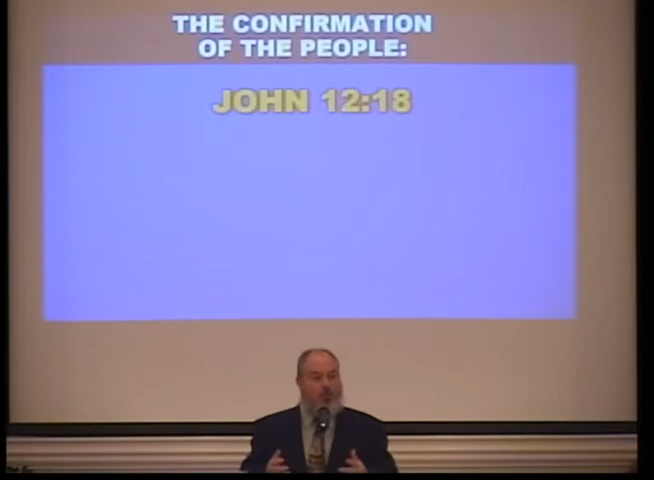 THE CONFIRMATION
OF THE PEOPLE:
JOHN 12:18